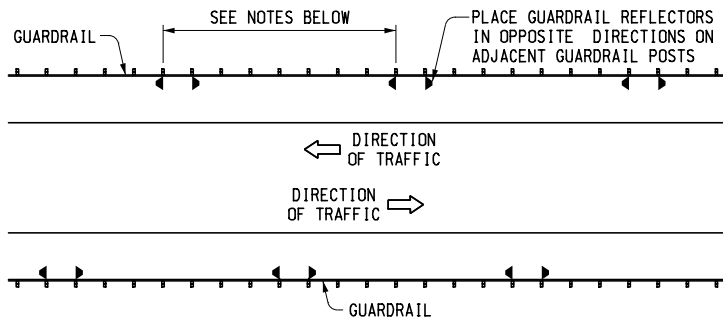 SEE NOTES BELOW
PLACE GUARDRAIL REFLECTORS
IN OPPOSITE DIRECTIONS ON
ADJACENT GUARDRAIL POSTS
GUARDRAIL
DIRECTION
OF TRAFFIC
DIRECTION
OF TRAFFIC
GUARDRAIL